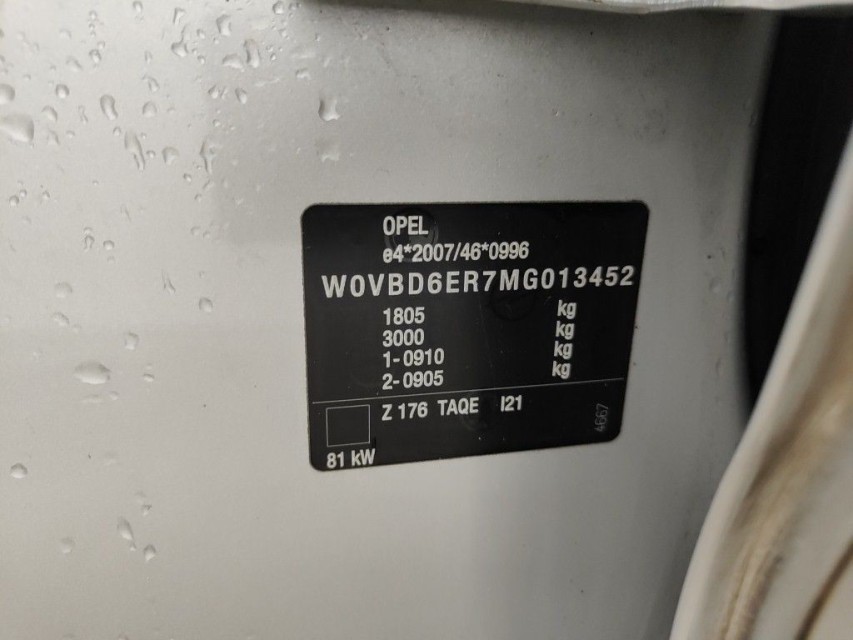 OPEL
e4*2007/46*0996
W0VBD6ER7MG013452
1805 kg
3000 kg
1-0910 kg
2-0905 kg
Z 176 TAQE I21
4667
81 kW